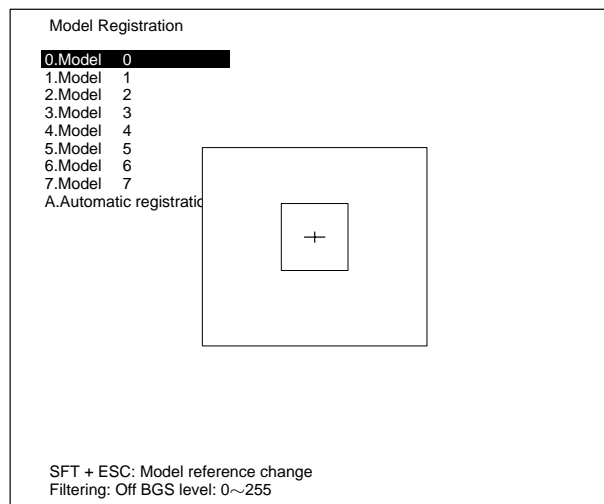 Model Registration
0.Model 0
1.Model 1
2.Model 2
3.Model 3
4.Model 4
5.Model 5
6.Model 6
7.Model 7
A.Automatic registratio
SFT + ESC: Model reference change
Filtering: Off BGS level: 0～255